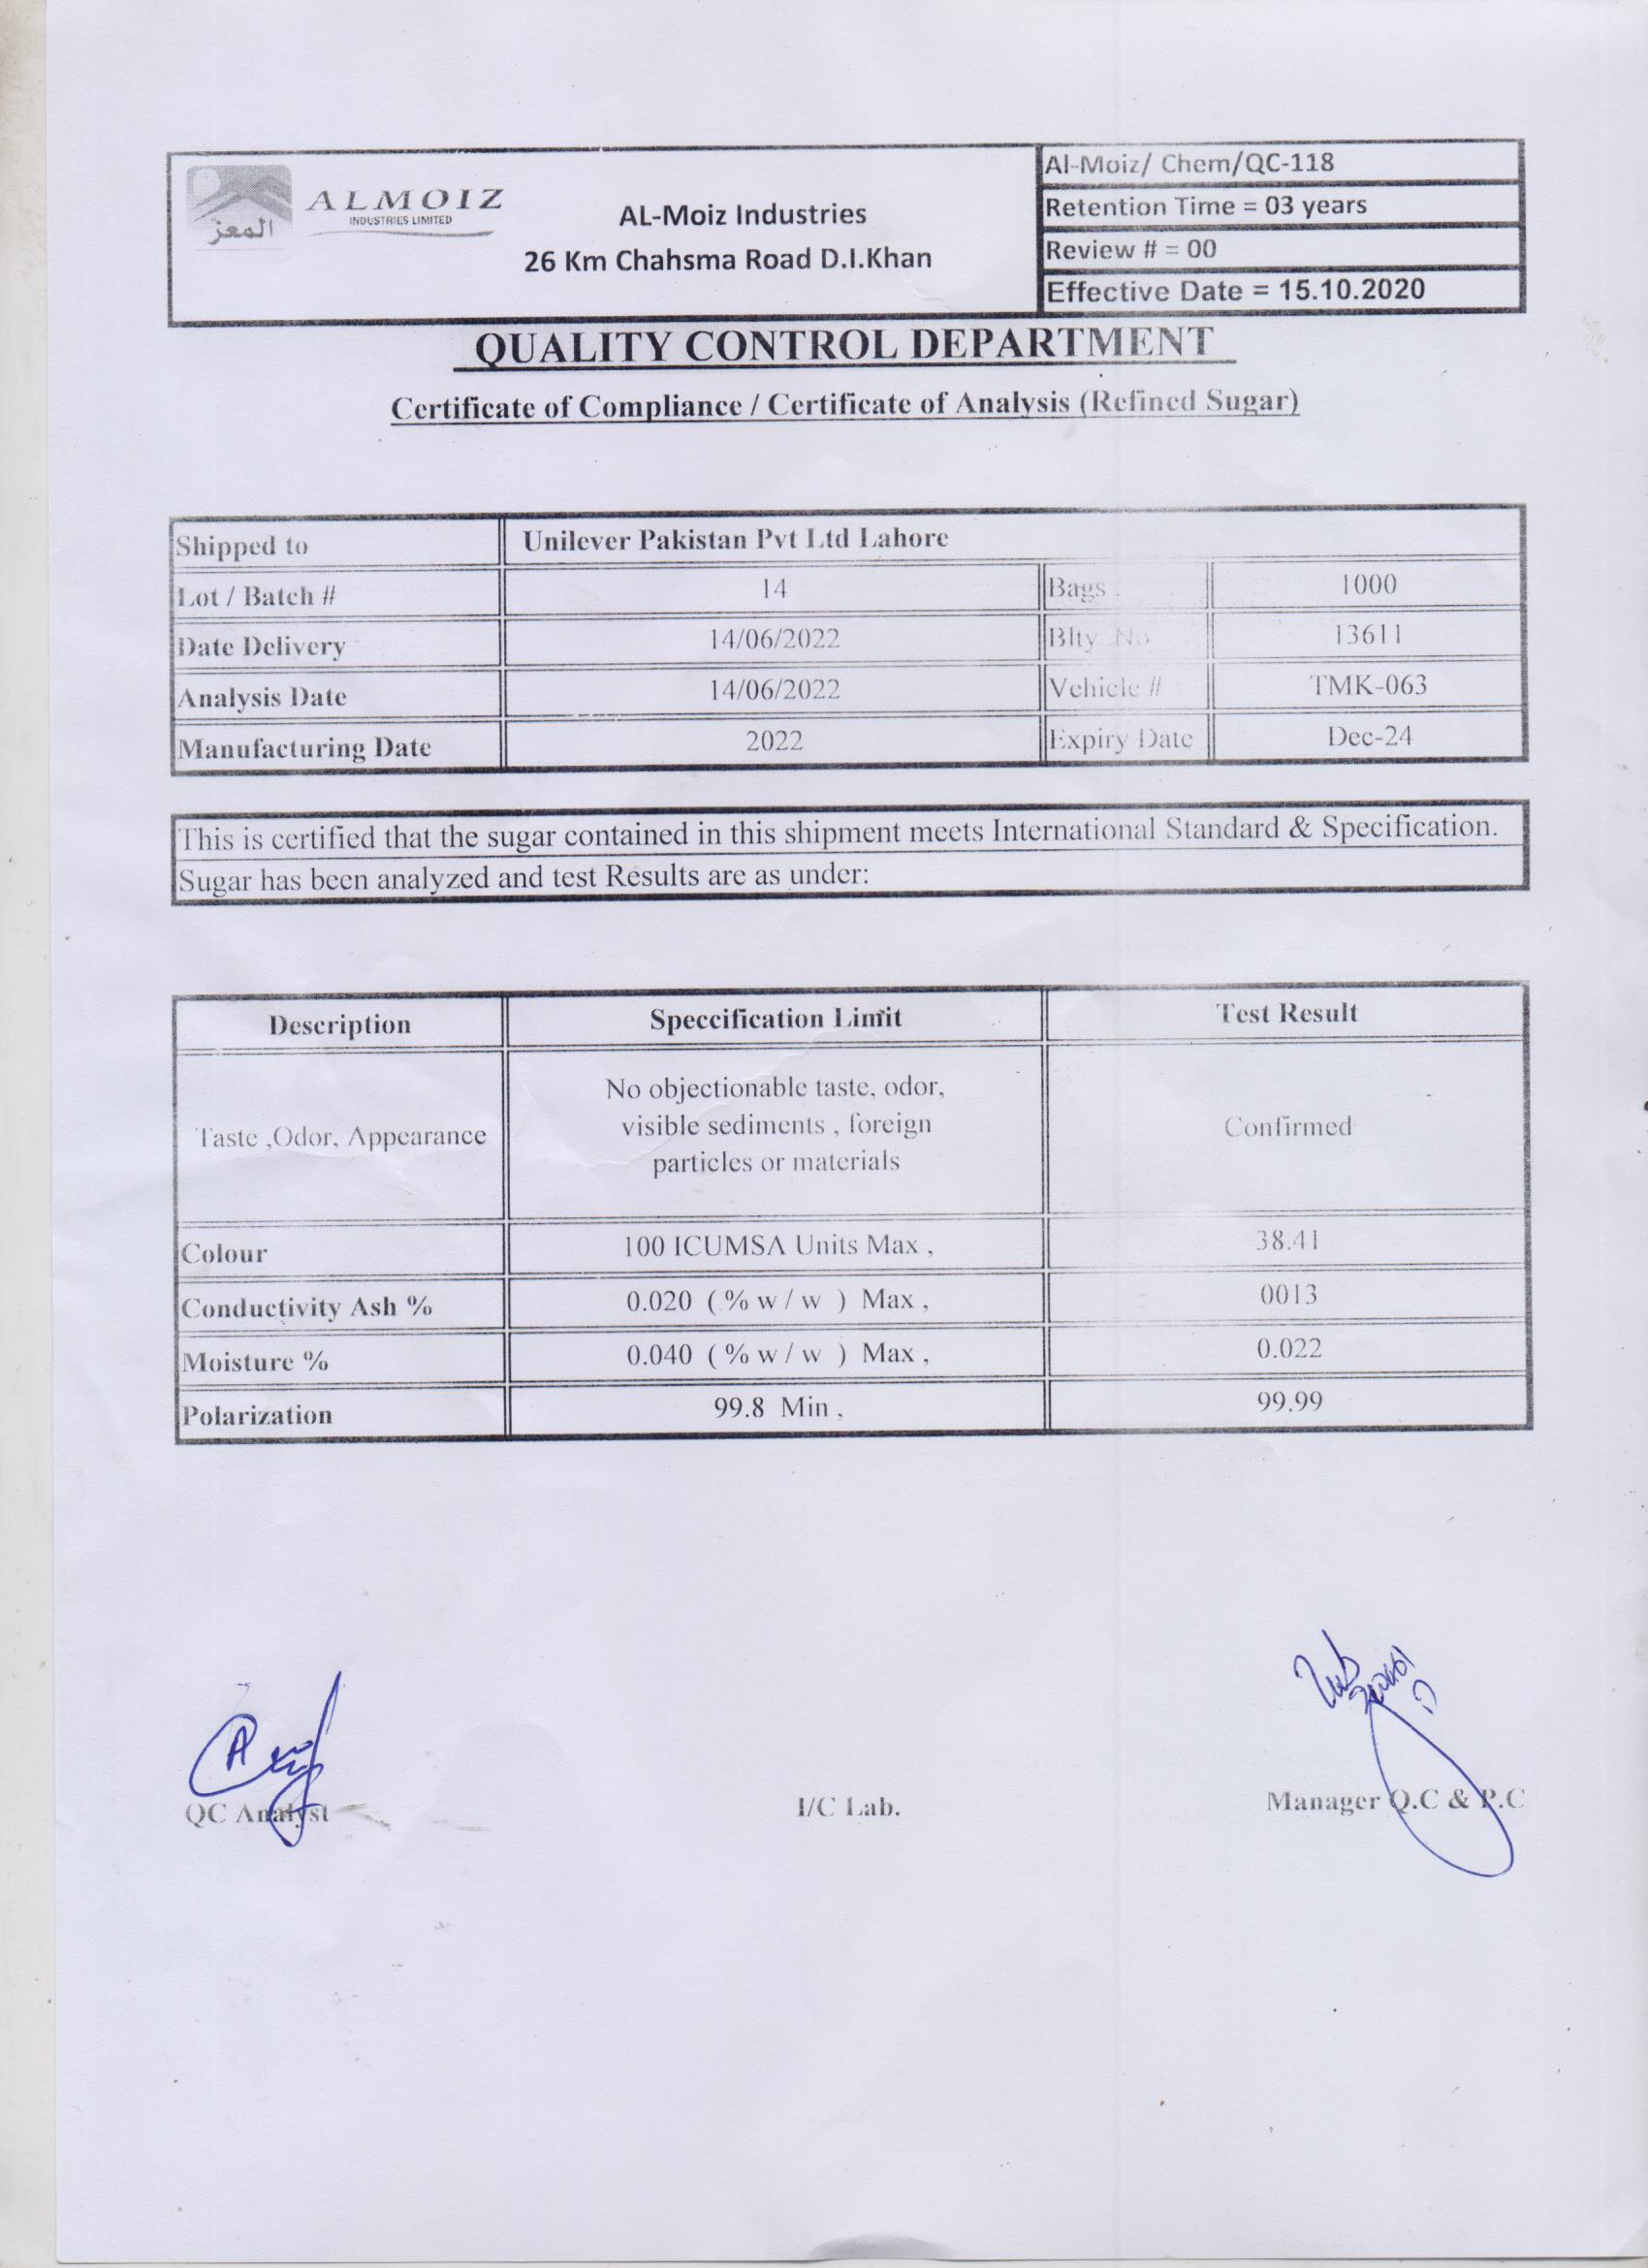 ALMOIZ
INDUSTRIES LIMITED
المعز
AL-Moiz Industries
26 Km Chahsma Road D.I.Khan
Al-Moiz/ Chem/QC-118
Retention Time = 03 years
Review # = 00
Effective Date = 15.10.2020
QUALITY CONTROL DEPARTMENT
Certificate of Compliance / Certificate of Analysis (Refined Sugar)
Shipped to Unilever Pakistan Pvt Ltd Lahore
Lot / Batch # 14 Bags . 1000
Date Delivery 14/06/2022 Blty .No 13611
Analysis Date 14/06/2022 Vehicle # TMK-063
Manufacturing Date 2022 Expiry Date Dec-24
This is certified that the sugar contained in this shipment meets International Standard & Specification.
Sugar has been analyzed and test Results are as under:
Description Speccification Limit Test Result
Taste ,Odor, Appearance
No objectionable taste, odor,
visible sediments , foreign
particles or materials
Confirmed
Colour 100 ICUMSA Units Max , 38.41
Conductivity Ash % 0.020 ( % w / w ) Max , 0013
Moisture % 0.040 ( % w / w ) Max , 0.022
Polarization 99.8 Min , 99.99
QC Analyst I/C Lab. Manager Q.C & P.C